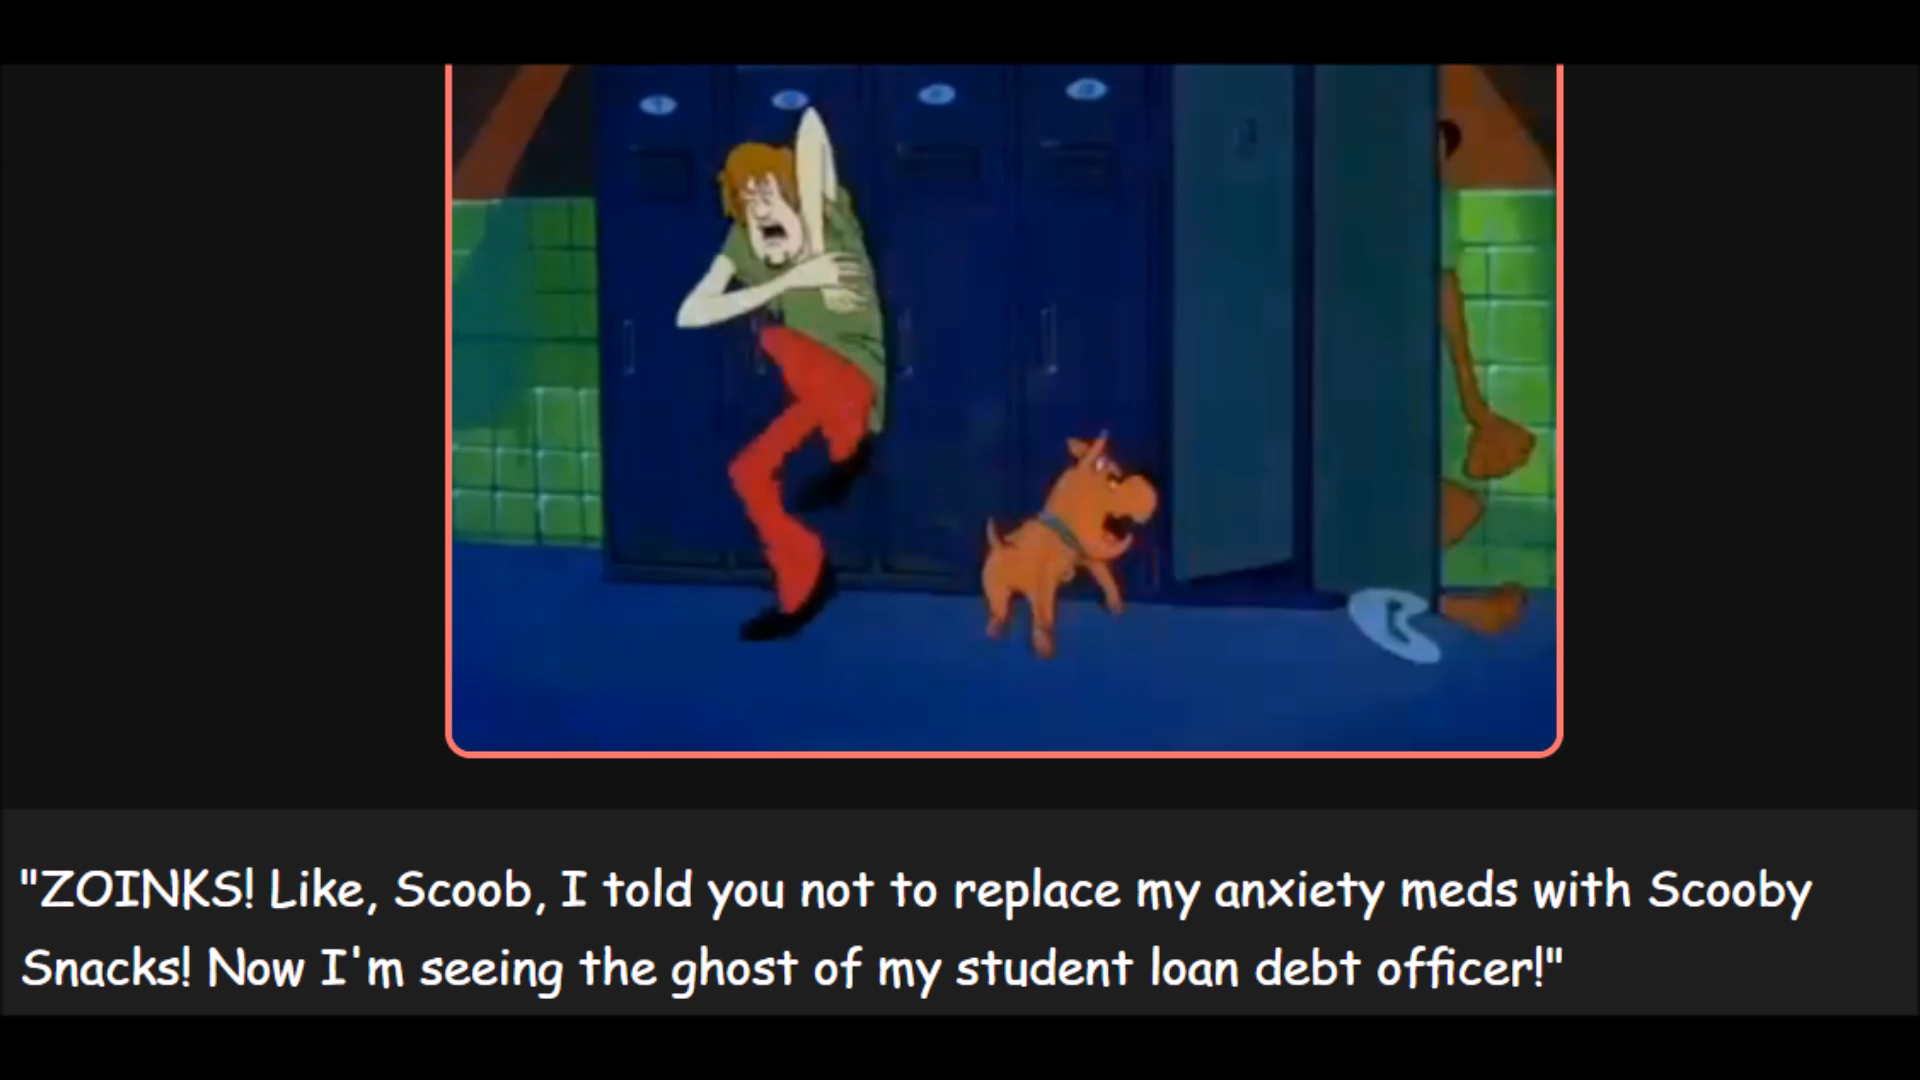 "ZOINKS! Like, Scoob, I told you not to replace my anxiety meds with Scooby
Snacks! Now I'm seeing the ghost of my student loan debt officer!"